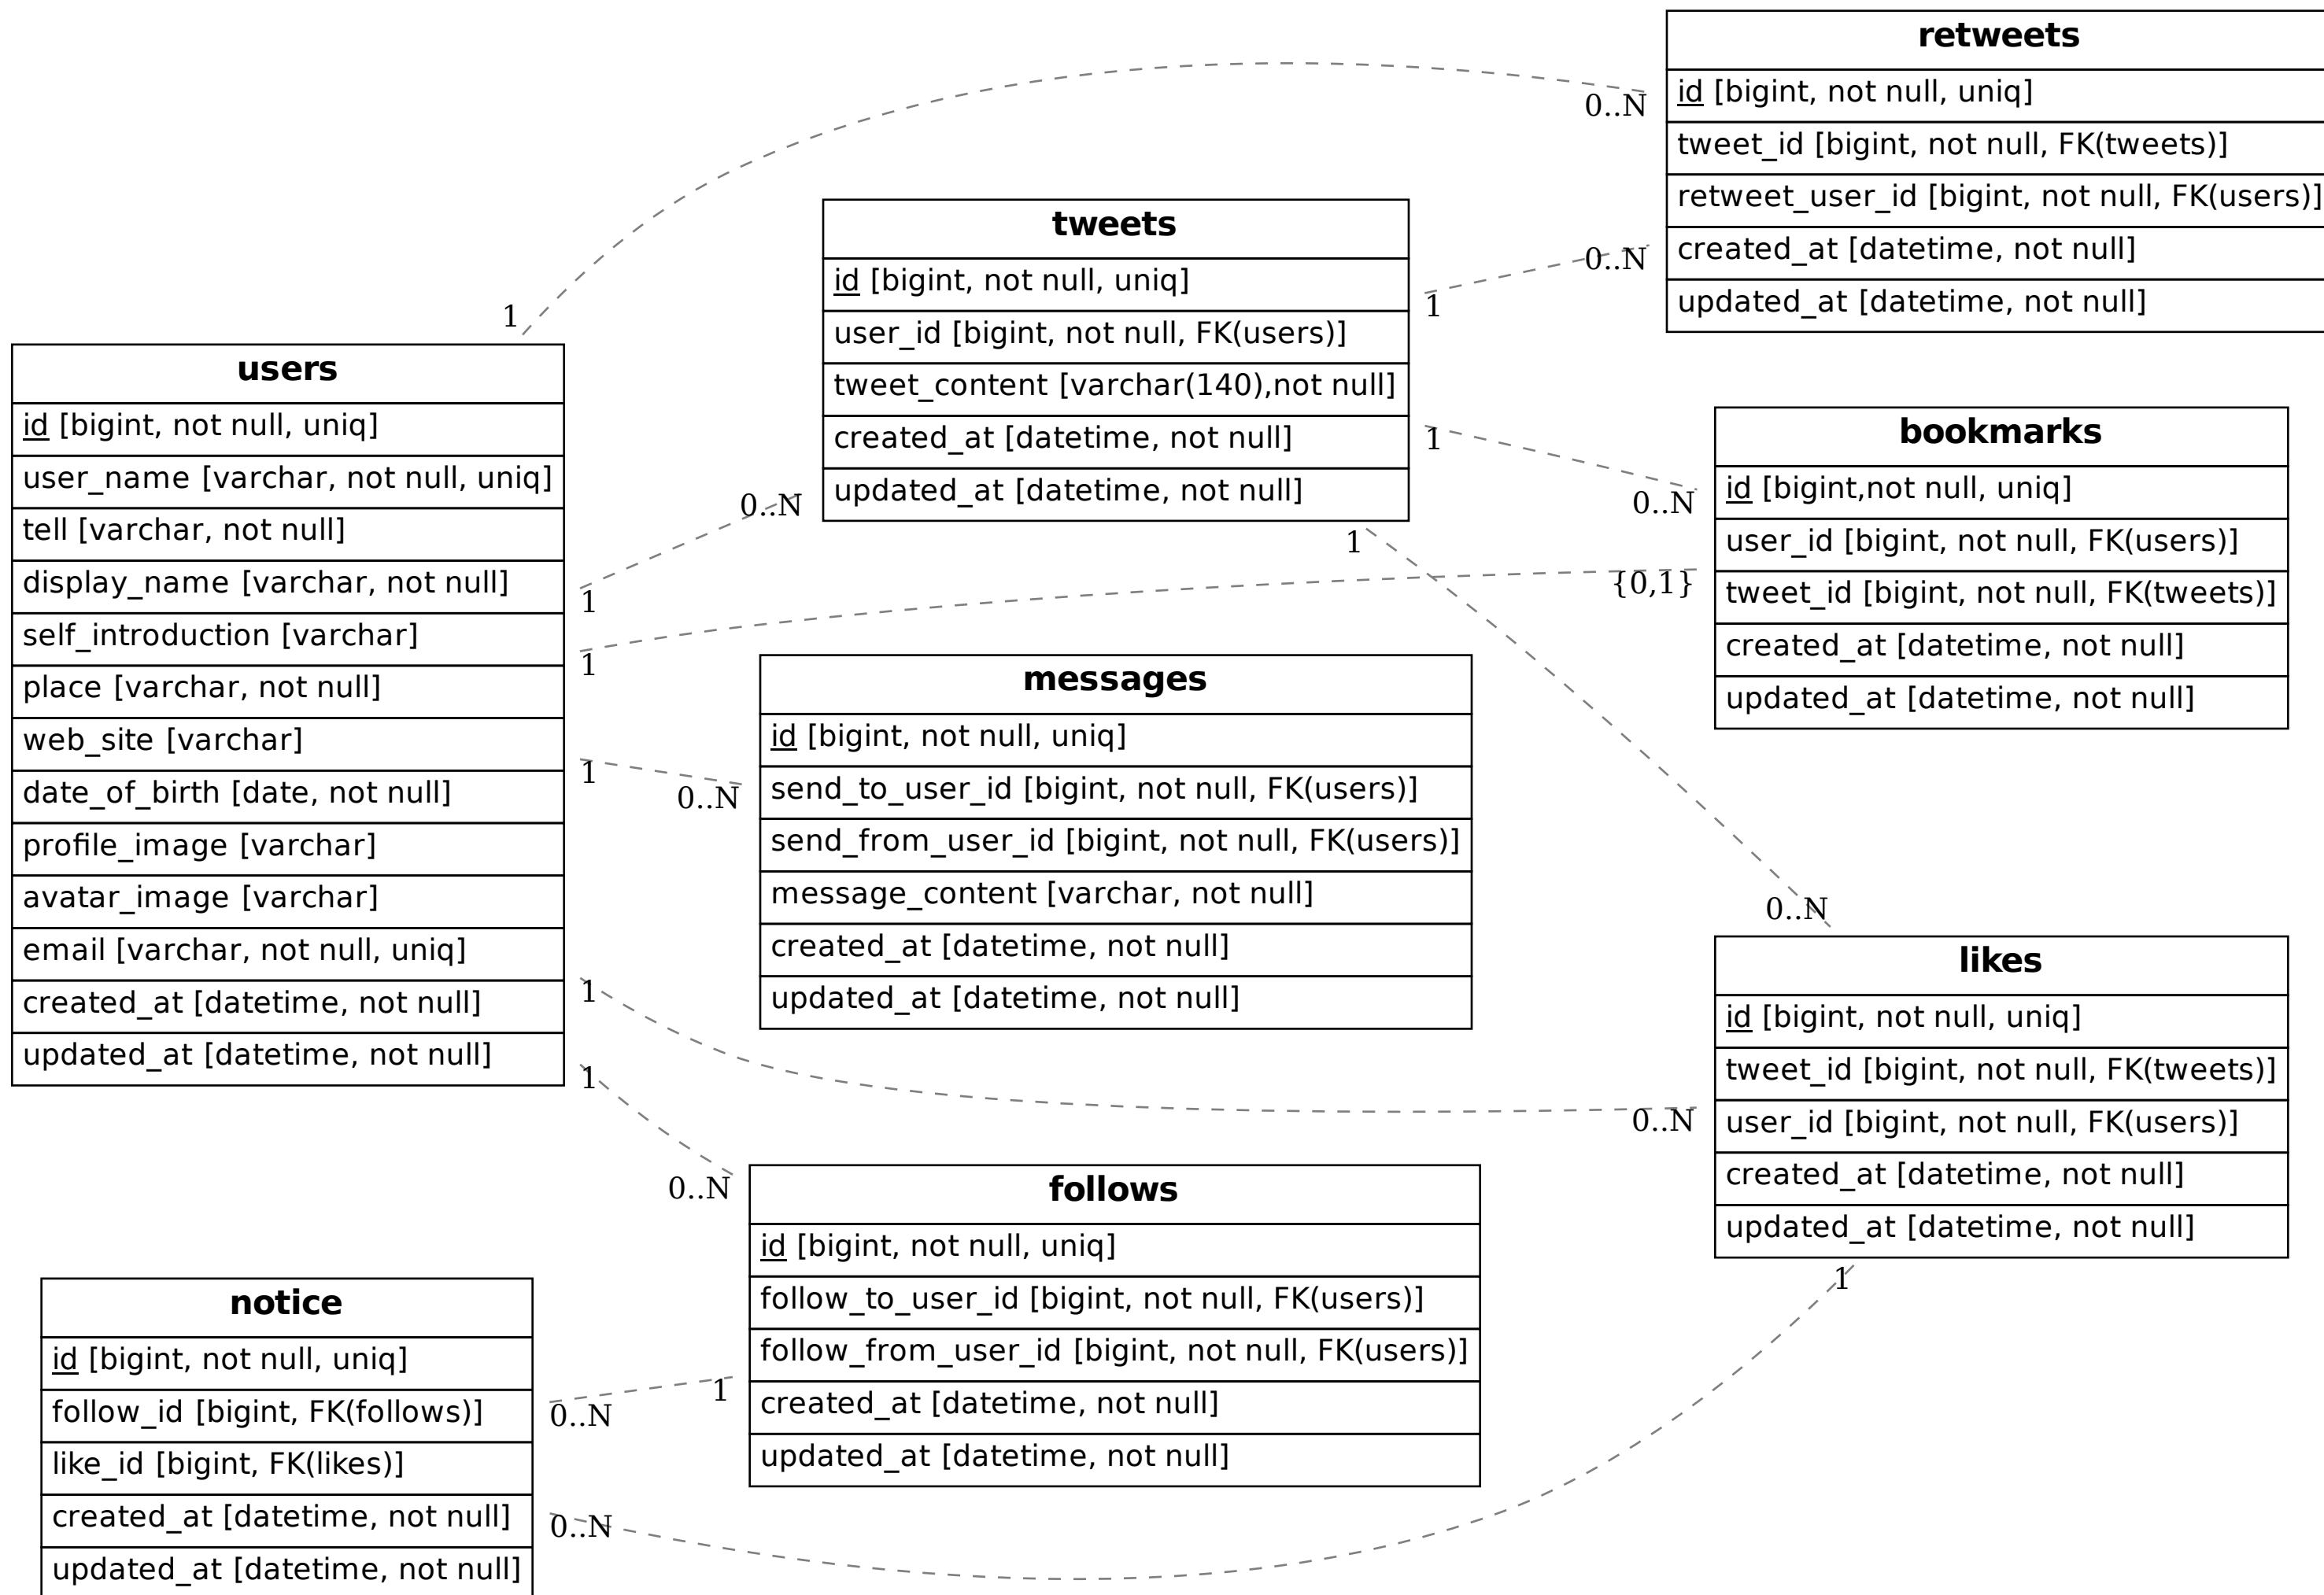 retweets
id [bigint, not null, uniq]
tweet_id [bigint, not null, FK(tweets)]
retweet_user_id [bigint, not null, FK(users)]
created_at [datetime, not null]
updated_at [datetime, not null]
0..N
0..N
tweets
id [bigint, not null, uniq]
user_id [bigint, not null, FK(users)]
tweet_content [varchar(140),not null]
created_at [datetime, not null]
updated_at [datetime, not null]
1
1
1
0..N
users
id [bigint, not null, uniq]
user_name [varchar, not null, uniq]
tell [varchar, not null]
display_name [varchar, not null]
self_introduction [varchar]
place [varchar, not null]
web_site [varchar]
date_of_birth [date, not null]
profile_image [varchar]
avatar_image [varchar]
email [varchar, not null, uniq]
created_at [datetime, not null]
updated_at [datetime, not null]
1
1
1
1
1
1
bookmarks
id [bigint,not null, uniq]
user_id [bigint, not null, FK(users)]
tweet_id [bigint, not null, FK(tweets)]
created_at [datetime, not null]
updated_at [datetime, not null]
0..N
{0,1}
messages
id [bigint, not null, uniq]
send_to_user_id [bigint, not null, FK(users)]
send_from_user_id [bigint, not null, FK(users)]
message_content [varchar, not null]
created_at [datetime, not null]
updated_at [datetime, not null]
0..N
likes
id [bigint, not null, uniq]
tweet_id [bigint, not null, FK(tweets)]
user_id [bigint, not null, FK(users)]
created_at [datetime, not null]
updated_at [datetime, not null]
0..N
0..N
1
follows
id [bigint, not null, uniq]
follow_to_user_id [bigint, not null, FK(users)]
follow_from_user_id [bigint, not null, FK(users)]
created_at [datetime, not null]
updated_at [datetime, not null]
0..N
1
notice
id [bigint, not null, uniq]
follow_id [bigint, FK(follows)]
like_id [bigint, FK(likes)]
created_at [datetime, not null]
updated_at [datetime, not null]
0..N
0..N